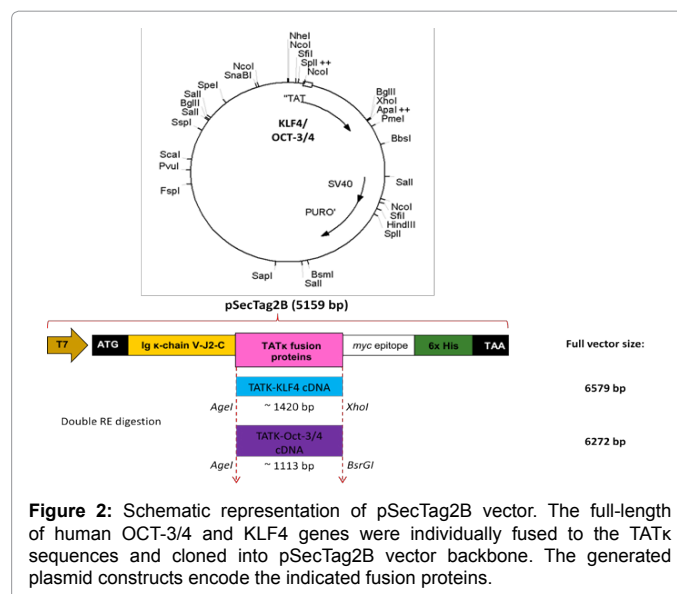 NheI
NcoI
SfiI
SplI ++
NcoI
NcoI
SnaBI
SpeI
SalI
BglII
SalI
SspI
ScaI
PvuI
FspI
"TAT
KLF4/
OCT-3/4
BglII
XhoI
ApaI ++
PmeI
BbsI
SalI
SV40
PURO'
NcoI
SfiI
HindIII
SplI
SapI
BsmI
SalI
pSecTag2B (5159 bp)
T7 ATG Ig κ-chain V-J2-C TATκ fusion proteins myc epitope 6x His TAA
Full vector size:
TATK-KLF4 cDNA
6579 bp
AgeI ~ 1420 bp XhoI
Double RE digestion
TATK-Oct-3/4
cDNA
6272 bp
AgeI ~ 1113 bp BsrGI
Figure 2: Schematic representation of pSecTag2B vector. The full-length
of human OCT-3/4 and KLF4 genes were individually fused to the TATκ
sequences and cloned into pSecTag2B vector backbone. The generated
plasmid constructs encode the indicated fusion proteins.